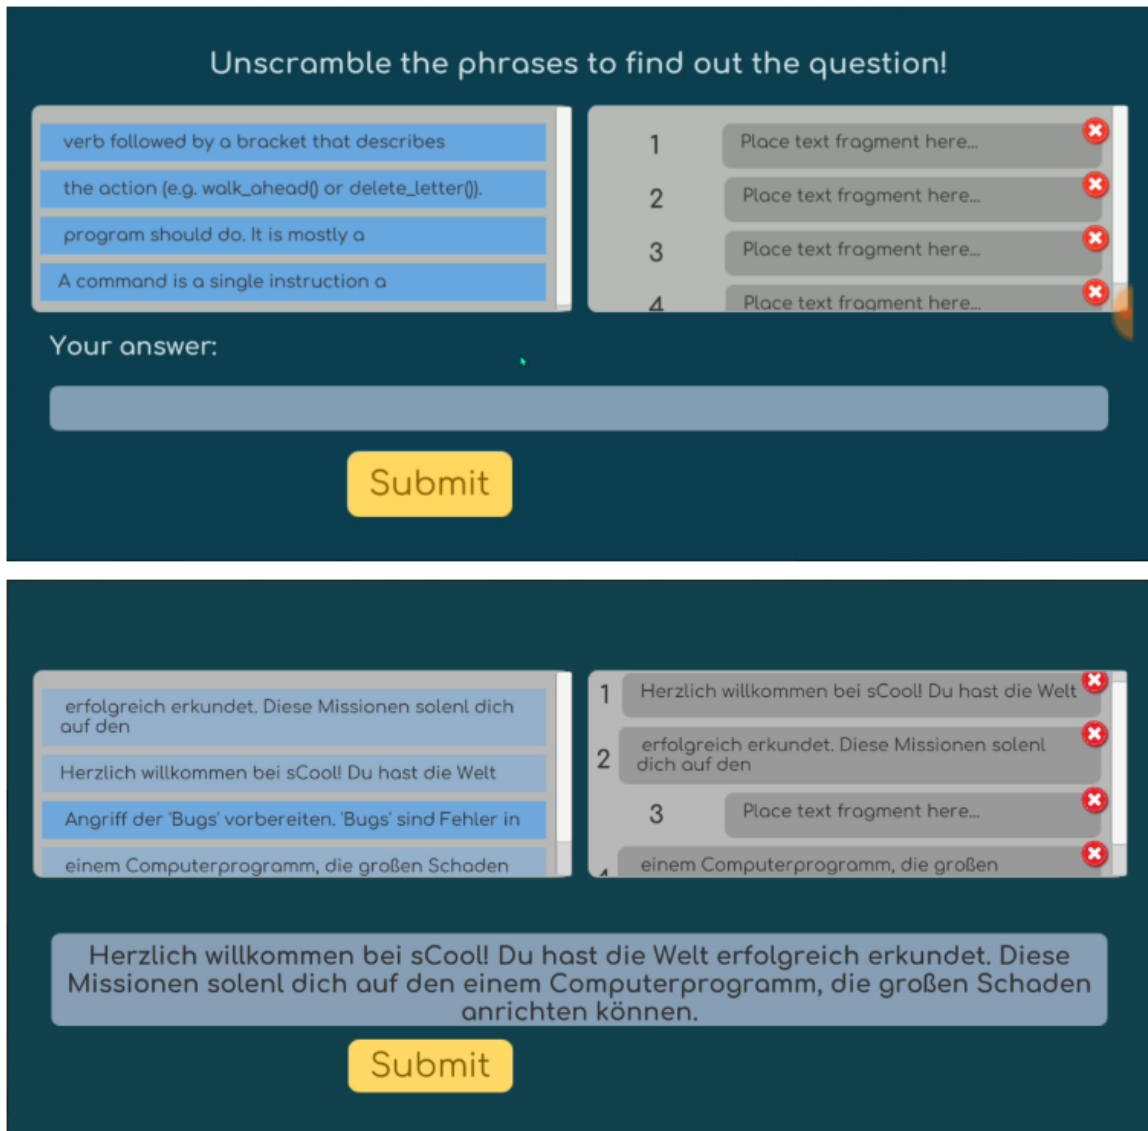 Unscramble the phrases to find out the question!
verb followed by a bracket that describes
the action (e.g. walk_ahead() or delete_letter()).
program should do. It is mostly a
A command is a single instruction a
1 Place text fragment here...
2 Place text fragment here...
3 Place text fragment here...
4 Place text fragment here...
Your answer:
Submit
erfolgreich erkundet. Diese Missionen solenl dich
auf den
Herzlich willkommen bei sCool! Du hast die Welt
Angriff der 'Bugs' vorbereiten. 'Bugs' sind Fehler in
einem Computerprogramm, die großen Schaden
1 Herzlich willkommen bei sCool! Du hast die Welt
2 erfolgreich erkundet. Diese Missionen solenl
dich auf den
3 Place text fragment here...
4 einem Computerprogramm, die großen
Herzlich willkommen bei sCool! Du hast die Welt erfolgreich erkundet. Diese
Missionen solenl dich auf den einem Computerprogramm, die großen Schaden
anrichten können.
Submit